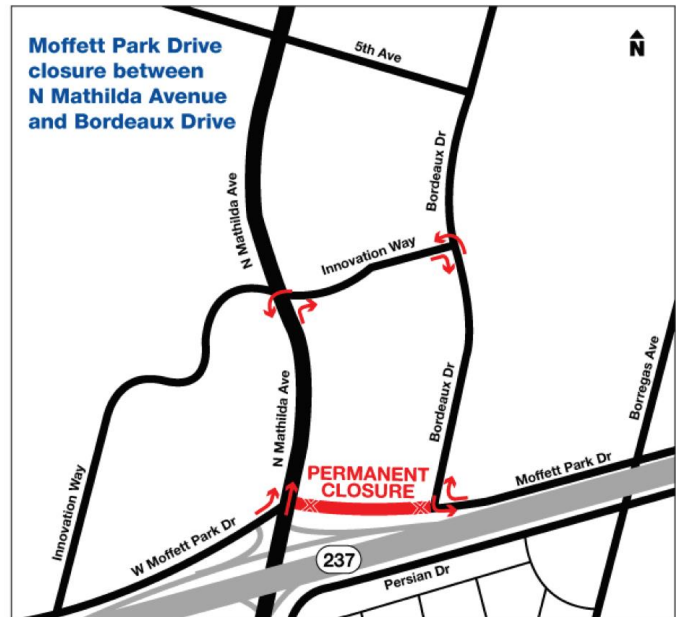 Moffett Park Drive
closure between
N Mathilda Avenue
and Bordeaux Drive
N
5th Ave
Bordeaux Dr
N Mathilda Ave
Innovation Way
Borregas Ave
Bordeaux Dr
N Mathilda Ave
PERMANENT
CLOSURE
Moffett Park Dr
Innovation Way
W Moffett Park Dr
237
Persian Dr